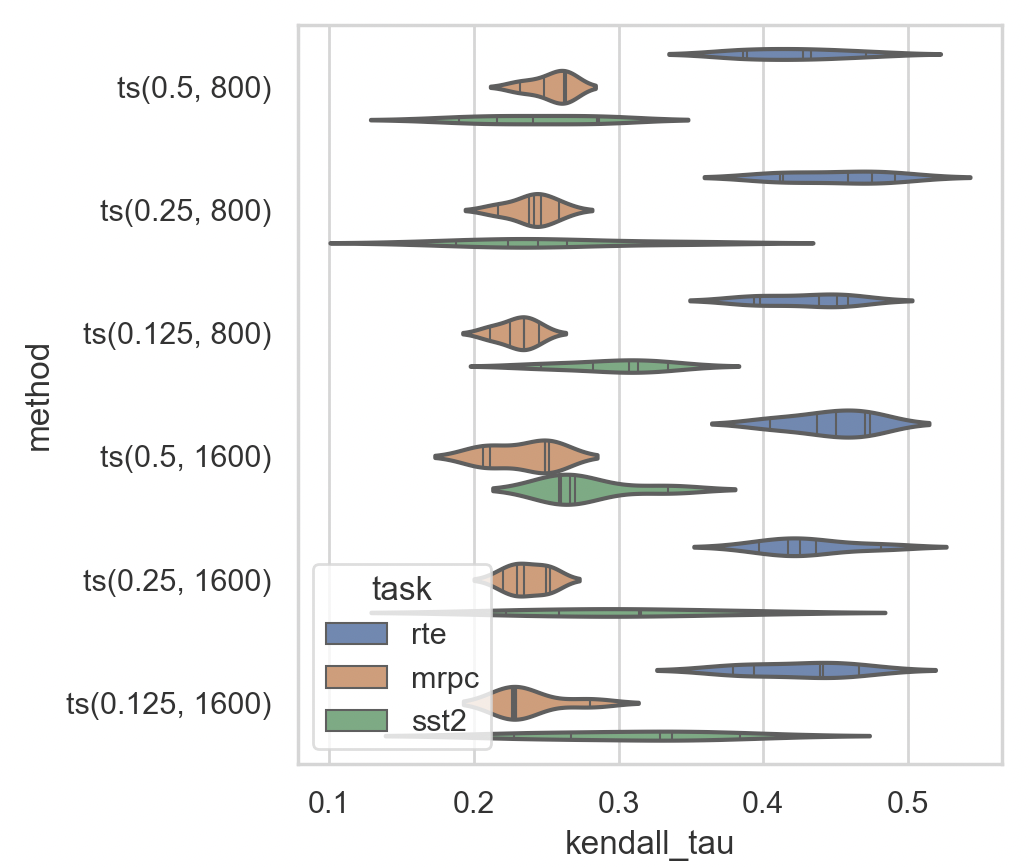 ts(0.5, 800)
ts(0.25, 800)
ts(0.125, 800)
ts(0.5, 1600)
ts(0.25, 1600)
ts(0.125, 1600)
method
task
rte
mrpc
sst2
0.1 0.2 0.3 0.4 0.5
kendall_tau